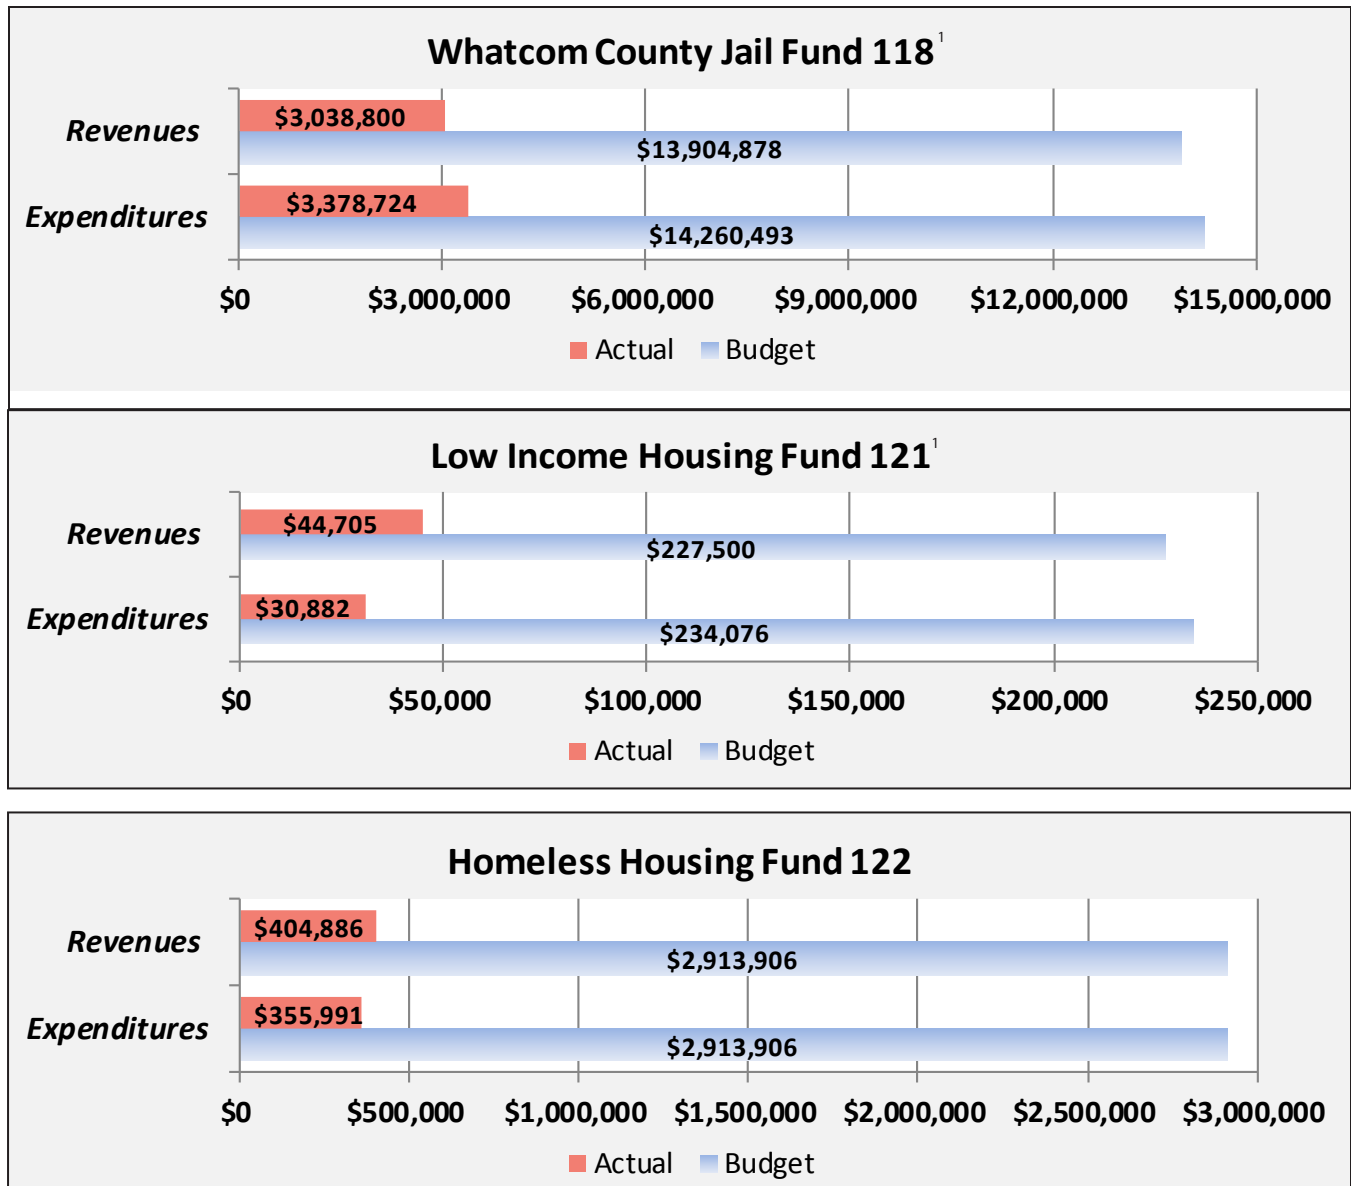 Whatcom County Jail Fund 118¹
Revenues
$3,038,800
$13,904,878
Expenditures
$3,378,724
$14,260,493
$0 $3,000,000 $6,000,000 $9,000,000 $12,000,000 $15,000,000
Actual Budget
Low Income Housing Fund 121¹
Revenues
$44,705
$227,500
Expenditures
$30,882
$234,076
$0 $50,000 $100,000 $150,000 $200,000 $250,000
Actual Budget
Homeless Housing Fund 122
Revenues
$404,886
$2,913,906
Expenditures
$355,991
$2,913,906
$0 $500,000 $1,000,000 $1,500,000 $2,000,000 $2,500,000 $3,000,000
Actual Budget